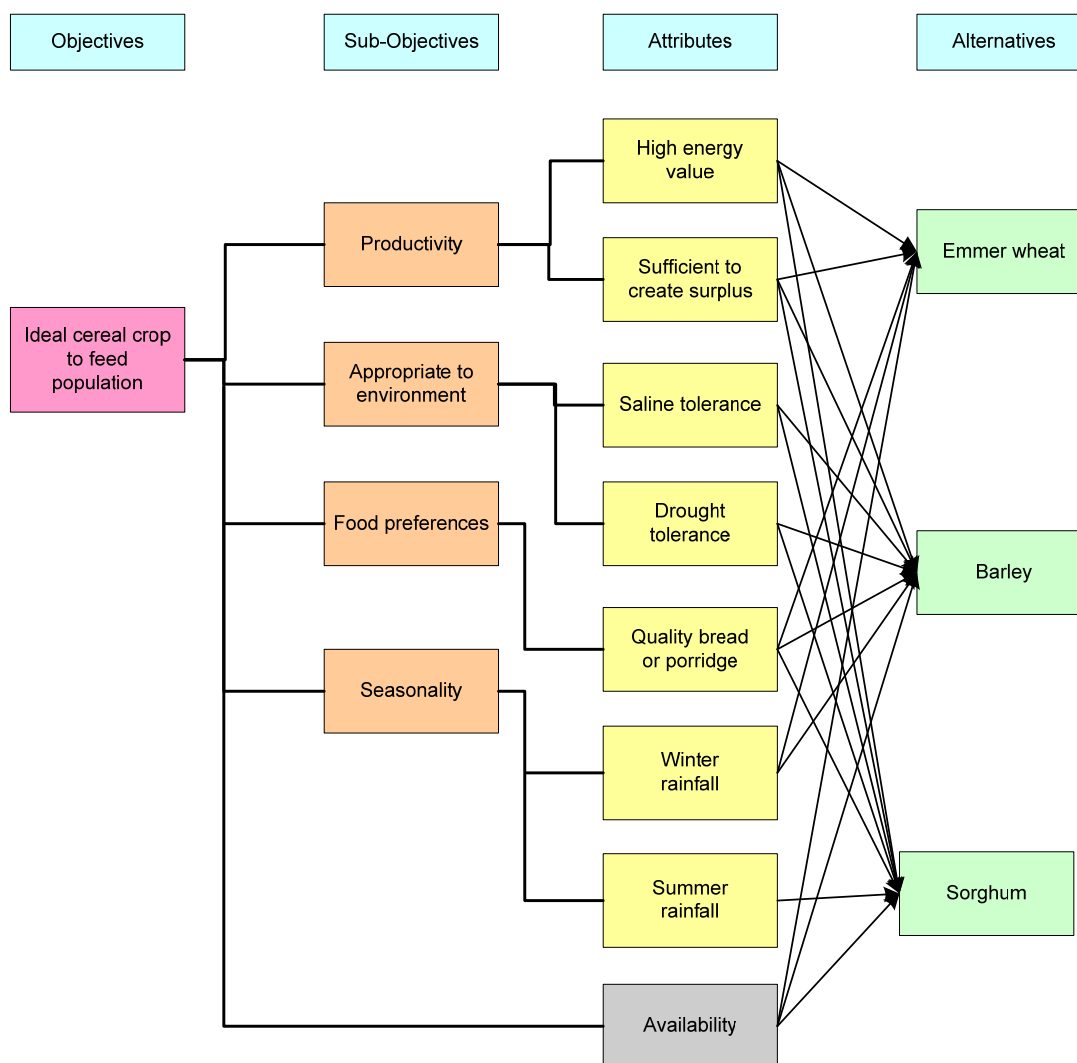 Objectives
Sub-Objectives
Attributes
Alternatives
Ideal cereal crop
to feed
population
Productivity
Appropriate to
environment
Food preferences
Seasonality
High energy
value
Sufficient to
create surplus
Saline tolerance
Drought
tolerance
Quality bread
or porridge
Winter
rainfall
Summer
rainfall
Availability
Emmer wheat
Barley
Sorghum